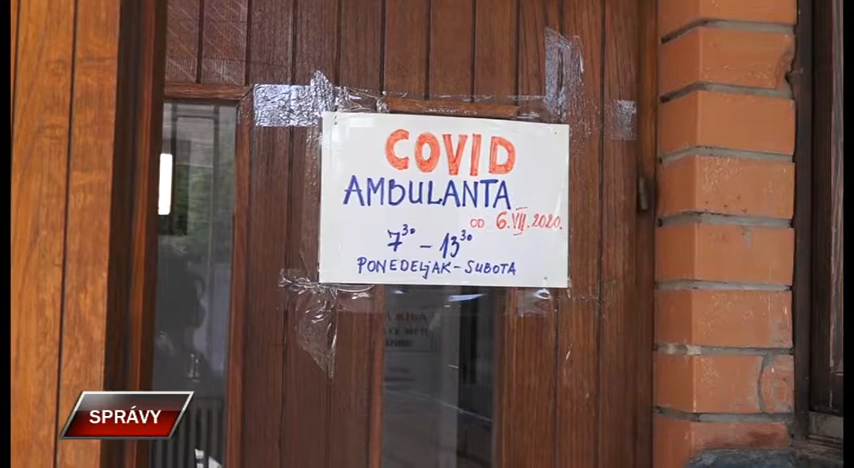 COVID
AMBULANTA
OD 6.VII.2020.
7³⁰ - 13³⁰
PONEDELjAK - SUBOTA
SPRÁVY